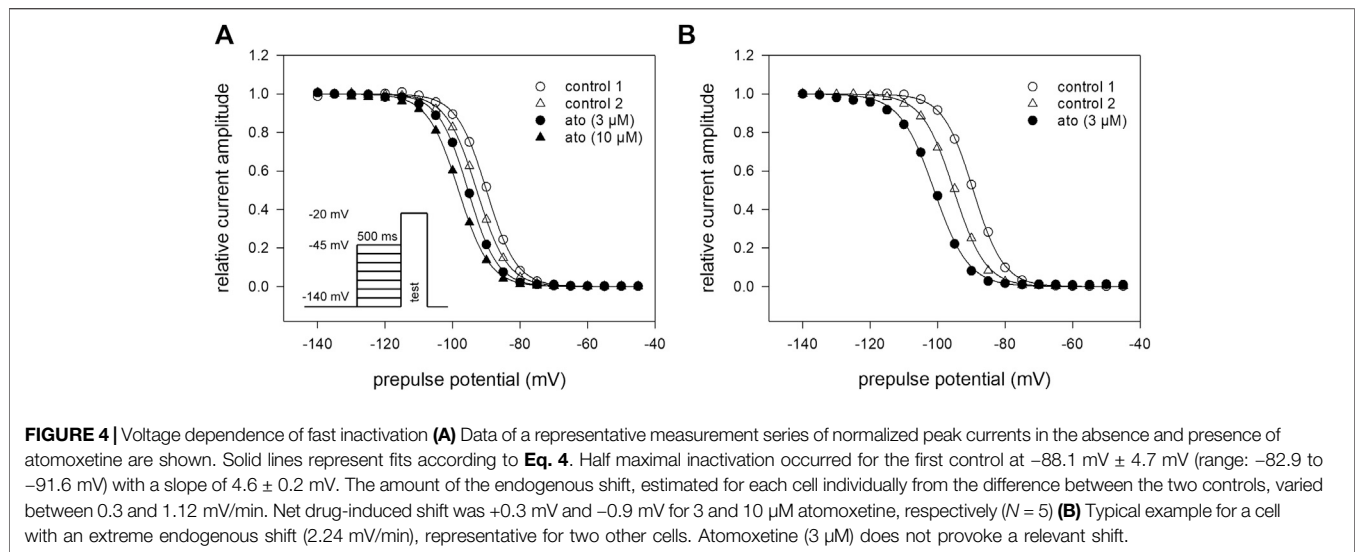 A
1.2
1.0
0.8
0.6
0.4
0.2
0.0
relative current amplitude
control 1
control 2
ato (3 µM)
ato (10 µM)
-20 mV
500 ms
-45 mV
-140 mV
test
-140
-120
-100
-80
-60
-40
prepulse potential (mV)
B
1.2
1.0
0.8
0.6
0.4
0.2
0.0
relative current amplitude
control 1
control 2
ato (3 µM)
-140
-120
-100
-80
-60
-40
prepulse potential (mV)
FIGURE 4 | Voltage dependence of fast inactivation (A) Data of a representative measurement series of normalized peak currents in the absence and presence of
atomoxetine are shown. Solid lines represent fits according to Eq. 4. Half maximal inactivation occurred for the first control at −88.1 mV ± 4.7 mV (range: −82.9 to
−91.6 mV) with a slope of 4.6 ± 0.2 mV. The amount of the endogenous shift, estimated for each cell individually from the difference between the two controls, varied
between 0.3 and 1.12 mV/min. Net drug-induced shift was +0.3 mV and −0.9 mV for 3 and 10 μM atomoxetine, respectively (N = 5) (B) Typical example for a cell
with an extreme endogenous shift (2.24 mV/min), representative for two other cells. Atomoxetine (3 μM) does not provoke a relevant shift.